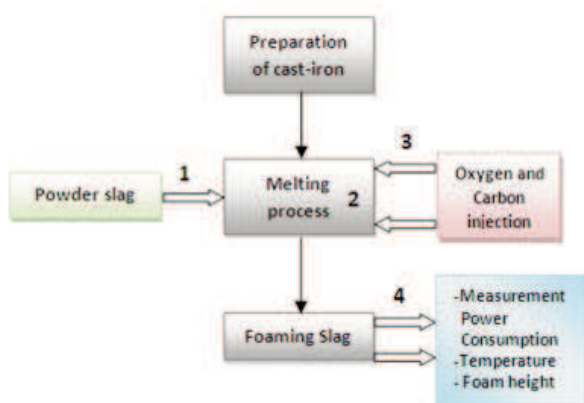 Preparation
of cast-iron
3
1
Powder slag
Melting
process
2
Oxygen and
Carbon
injection
4
Foaming Slag
-Measurement
Power
Consumption
-Temperature
- Foam height